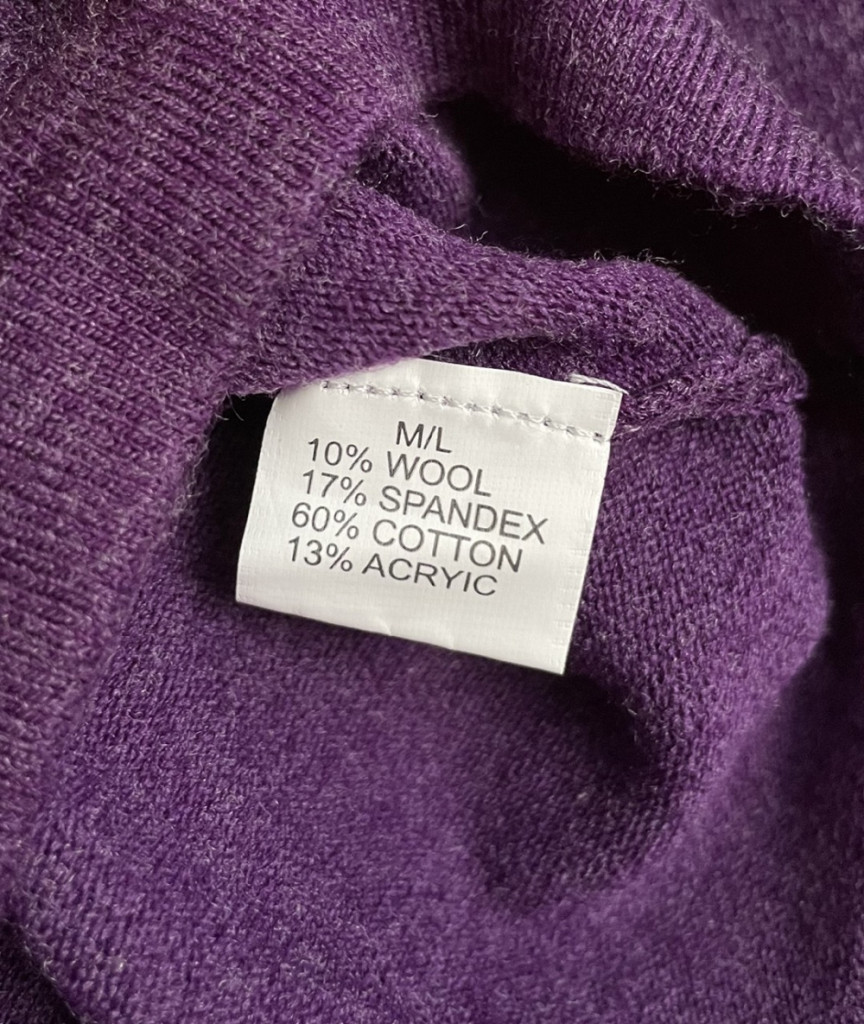 M/L
10% WOOL
17% SPANDEX
60% COTTON
13% ACRYIC